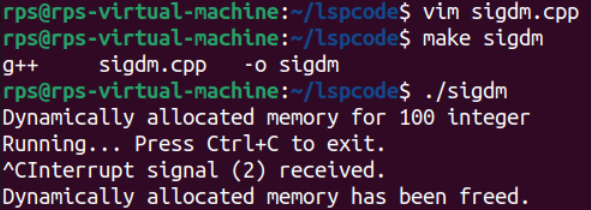 rps@rps-virtual-machine:~/lspcode$ vim sigdm.cpp
rps@rps-virtual-machine:~/lspcode$ make sigdm
g++     sigdm.cpp   -o sigdm
rps@rps-virtual-machine:~/lspcode$ ./sigdm
Dynamically allocated memory for 100 integer
Running... Press Ctrl+C to exit.
^CInterrupt signal (2) received.
Dynamically allocated memory has been freed.